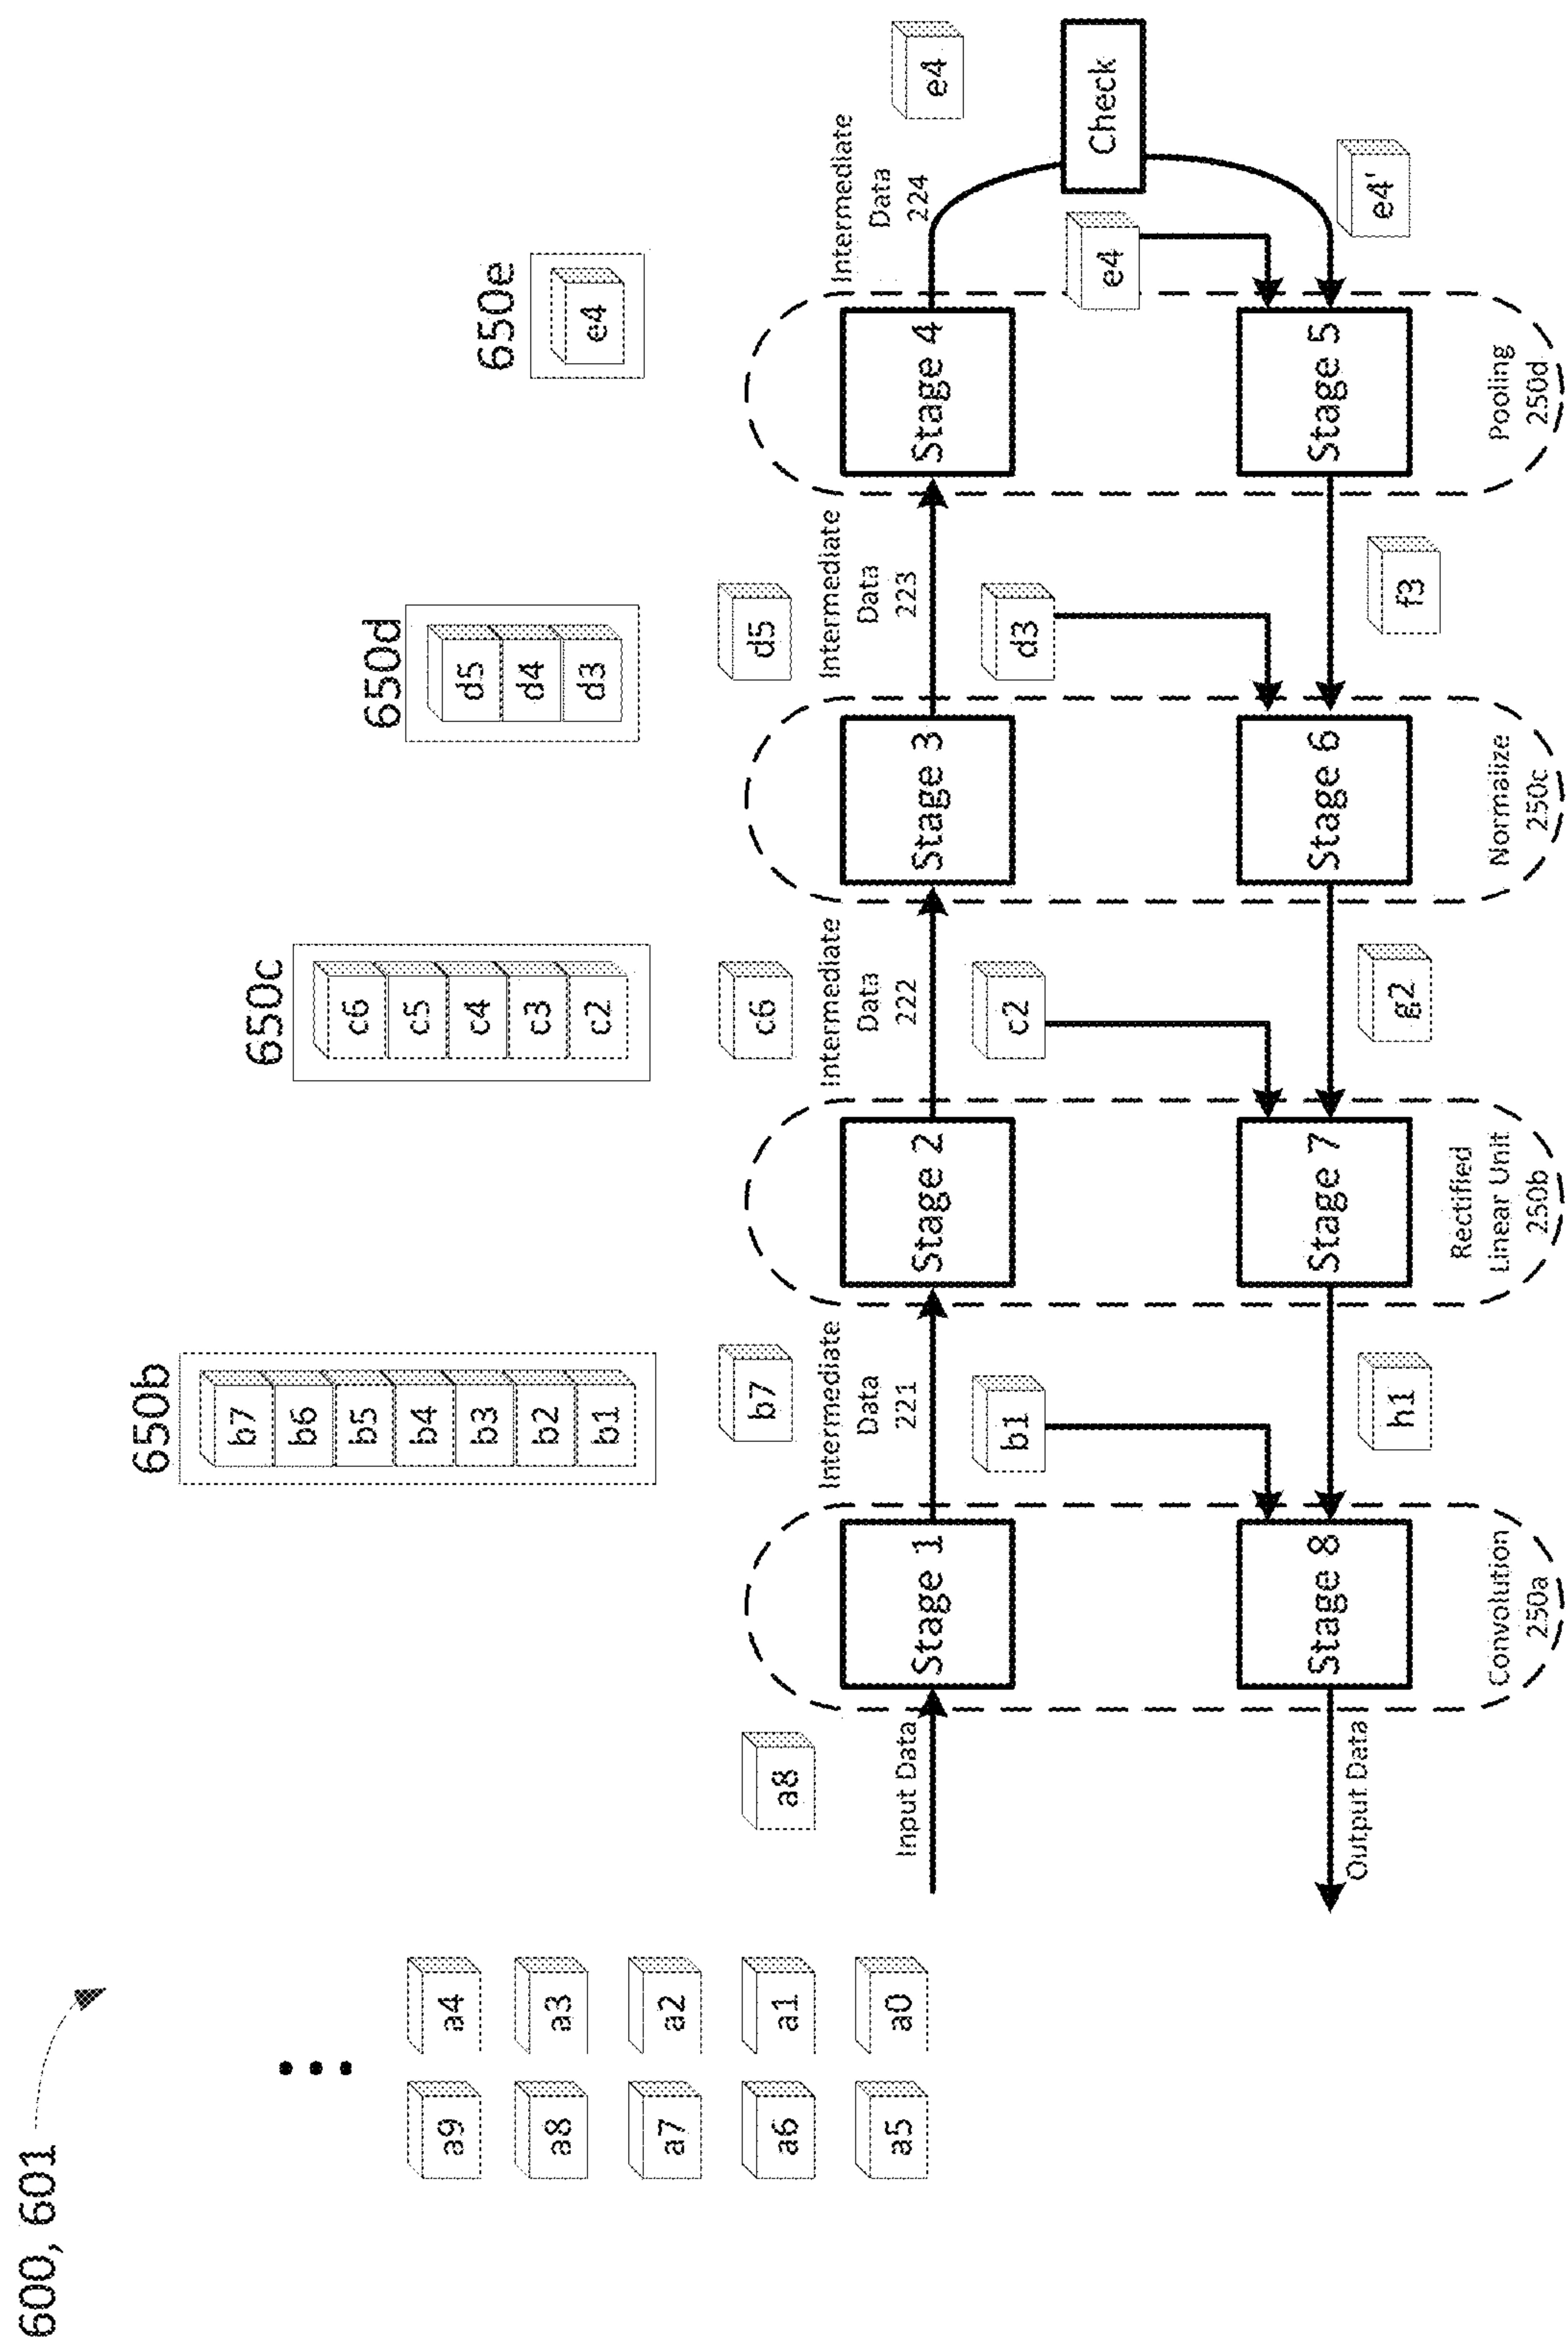 600, 601
a9
a4
a8
a3
a7
a2
a6
a1
a5
a0
650b
b7
b6
b5
b4
b3
b2
b1
650c
c6
c5
c4
c3
c2
650d
d5
d4
d3
650e
e4
a8
Input Data
Stage 1
b7
Intermediate
Data
221
Stage 2
c6
Intermediate
Data
222
Stage 3
d5
Intermediate
Data
223
Stage 4
Intermediate
Data
224
e4
Check
b1
c2
d3
e4
e4'
Output Data
Stage 8
h1
Stage 7
g2
Stage 6
f3
Stage 5
Convolution
250a
Rectified
Linear Unit
250b
Normalize
250c
Pooling
250d